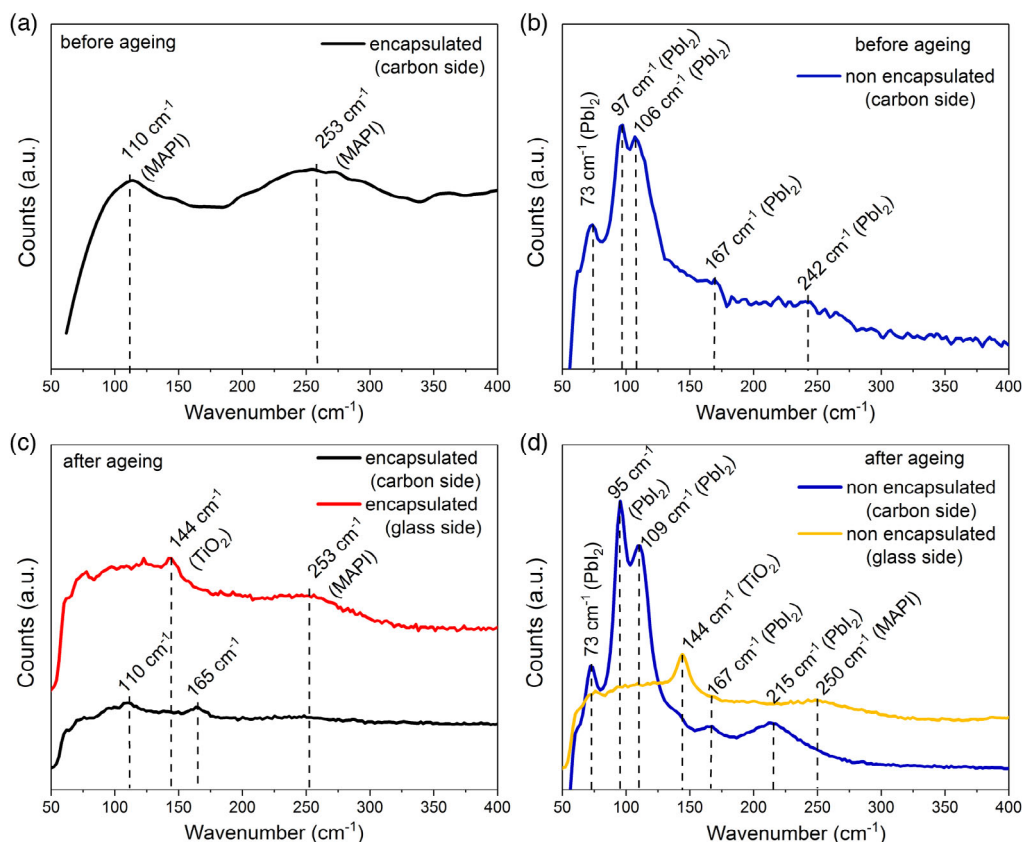 (a)
before ageing
encapsulated
(carbon side)
110 cm⁻¹
(MAPI)
253 cm⁻¹
(MAPI)
Counts (a.u.)
50 100 150 200 250 300 350 400
Wavenumber (cm⁻¹)
(b)
before ageing
non encapsulated
(carbon side)
73 cm⁻¹ (PbI₂)
97 cm⁻¹ (PbI₂)
106 cm⁻¹ (PbI₂)
167 cm⁻¹ (PbI₂)
242 cm⁻¹ (PbI₂)
Counts (a.u.)
50 100 150 200 250 300 350 400
Wavenumber (cm⁻¹)
(c)
after ageing
encapsulated
(carbon side)
encapsulated
(glass side)
144 cm⁻¹
(TiO₂)
253 cm⁻¹
(MAPI)
110 cm⁻¹
165 cm⁻¹
Counts (a.u.)
50 100 150 200 250 300 350 400
Wavenumber (cm⁻¹)
(d)
after ageing
non encapsulated
(carbon side)
non encapsulated
(glass side)
73 cm⁻¹ (PbI₂)
95 cm⁻¹
(PbI₂)
109 cm⁻¹ (PbI₂)
144 cm⁻¹ (TiO₂)
167 cm⁻¹ (PbI₂)
215 cm⁻¹ (PbI₂)
250 cm⁻¹ (MAPI)
Counts (a.u.)
50 100 150 200 250 300 350 400
Wavenumber (cm⁻¹)